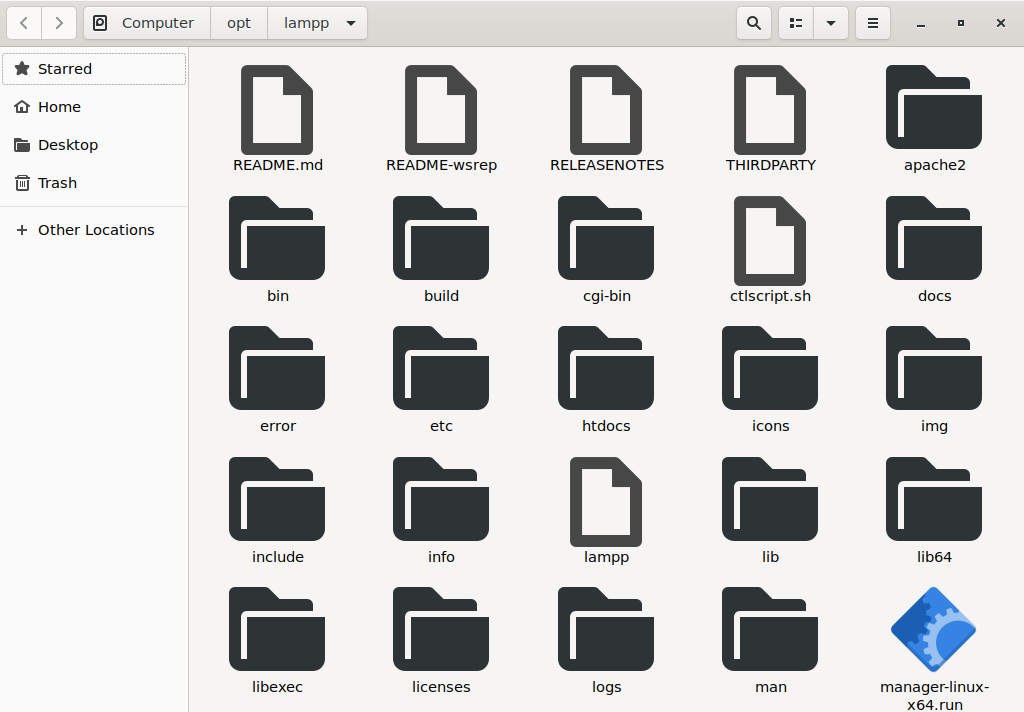 Computer opt lampp
Starred
Home
Desktop
Trash
Other Locations
README.md README-wsrep RELEASENOTES THIRDPARTY apache2
bin build cgi-bin ctlscript.sh docs
error etc htdocs icons img
include info lampp lib lib64
libexec licenses logs man manager-linux-
x64.run